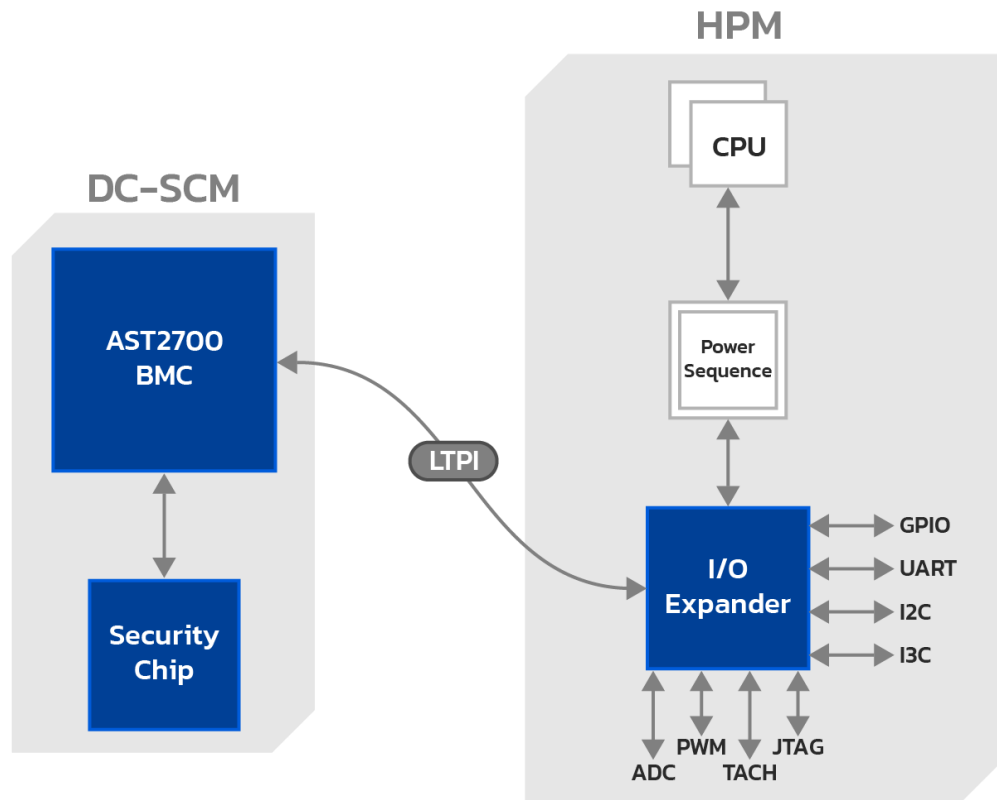 HPM
CPU
DC-SCM
AST2700
BMC
Power
Sequence
LTPI
GPIO
I/O
Expander
UART
I2C
I3C
Security
Chip
PWM
JTAG
ADC
TACH